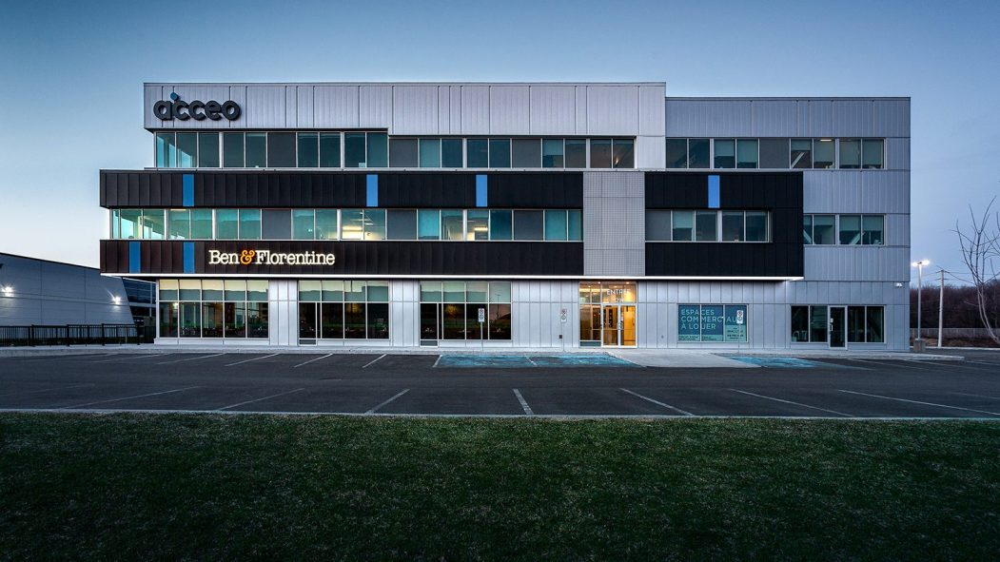 acceo
Ben & Florentine
ENTRÉE
ESPACES
COMMERCIAUX
À LOUER